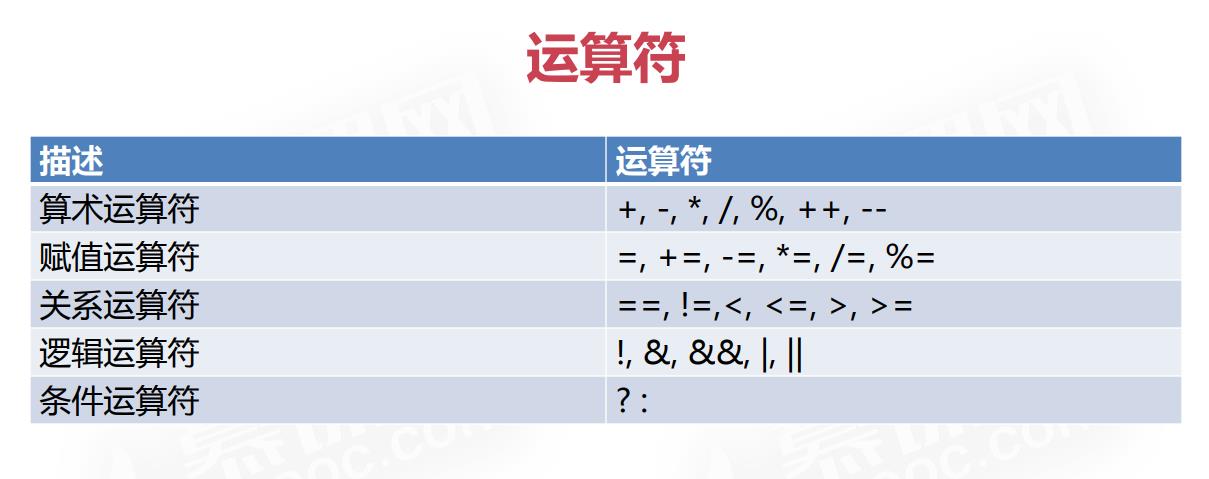 运算符
描述 运算符
算术运算符 +, -, *, /, %, ++, --
赋值运算符 =, +=, -=, *=, /=, %=
关系运算符 ==, !=,<, <=, >, >=
逻辑运算符 !, &, &&, |, ||
条件运算符 ? :